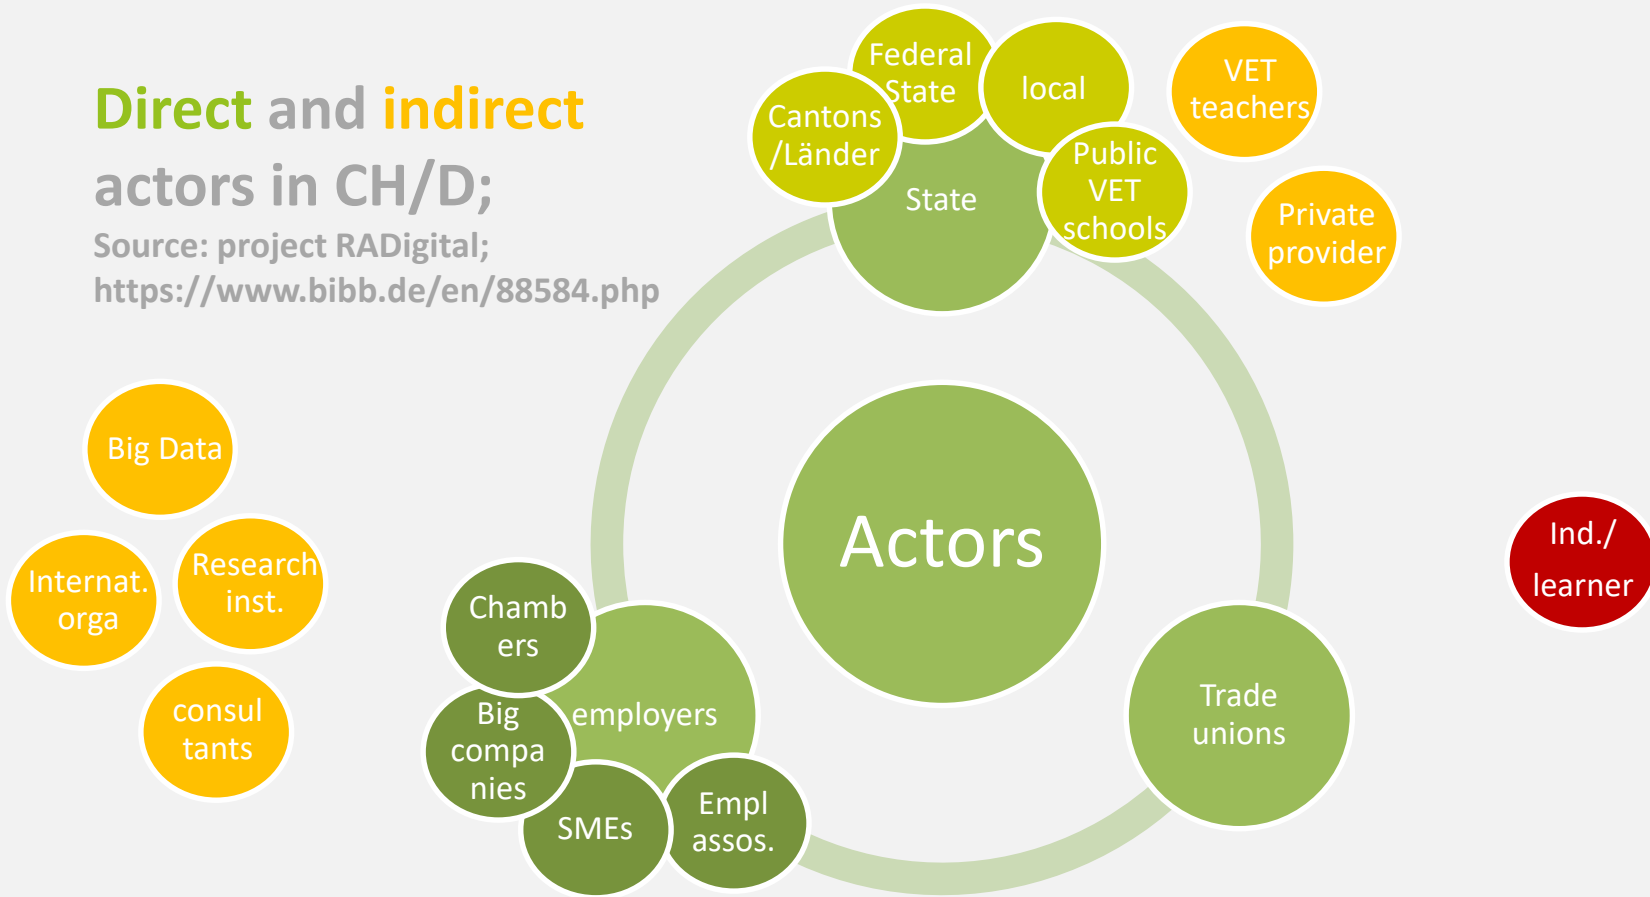 Direct and indirect
actors in CH/D;
Source: project RADigital;
https://www.bibb.de/en/88584.php
Federal
State
local
Cantons
/Länder
Public
VET
schools
State
VET
teachers
Private
provider
Big Data
Internat.
orga
Research
inst.
consul
tants
Actors
Ind./
learner
Chamb
ers
Big
compa
nies
employers
SMEs
Empl
assos.
Trade
unions